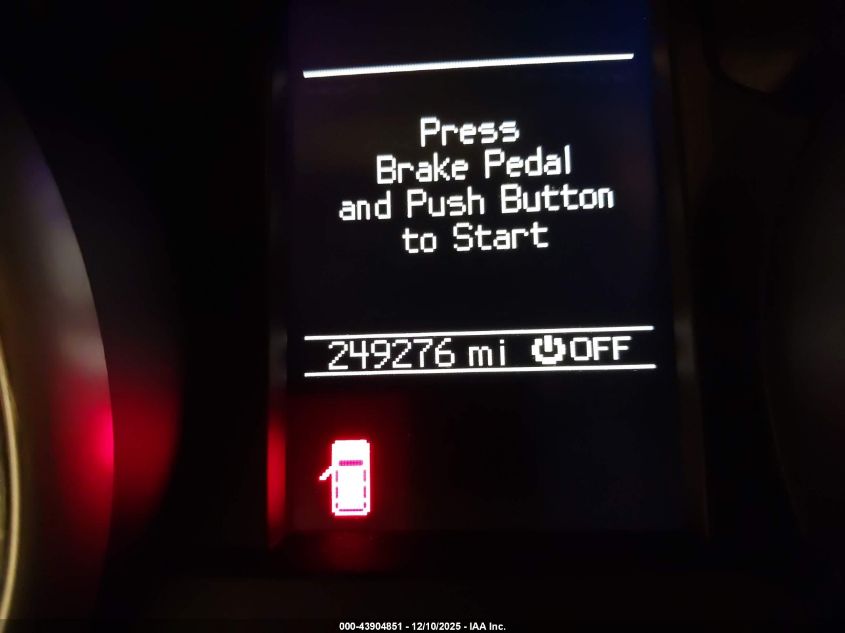 Press
Brake Pedal
and Push Button
to Start
249276 mi OFF
000-43904851 - 12/10/2025 - IAA Inc.